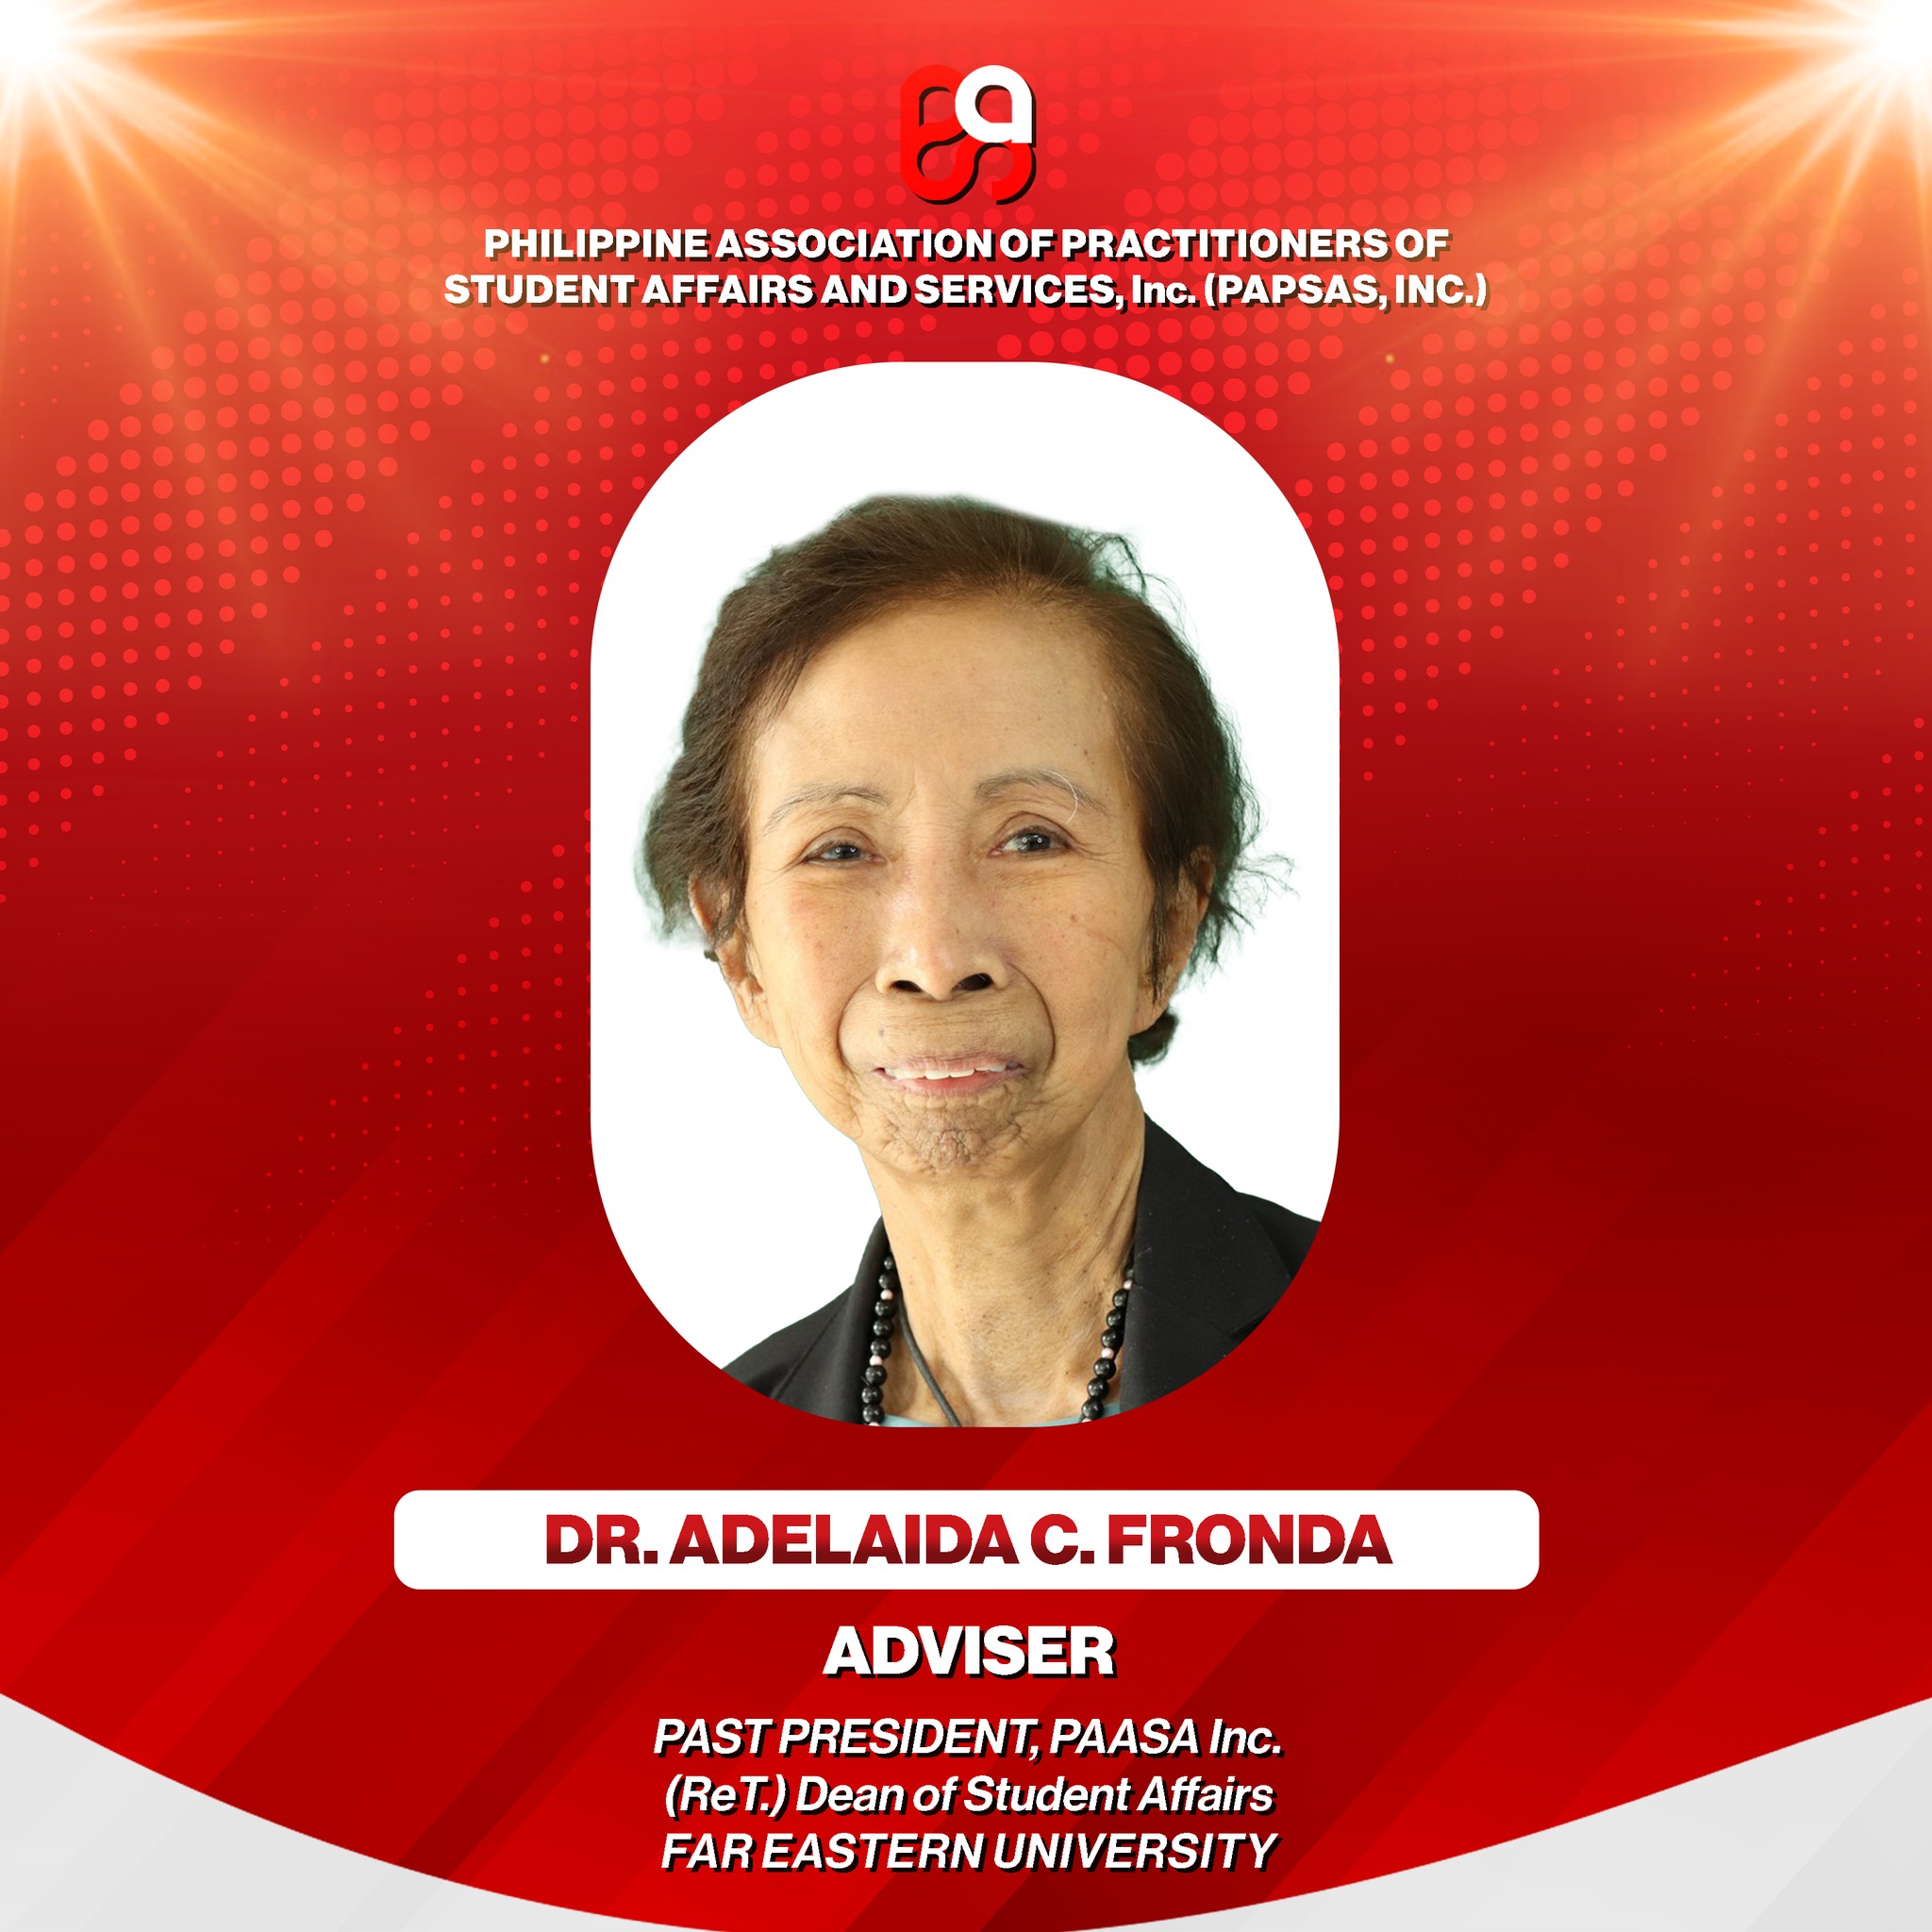 PHILIPPINE ASSOCIATION OF PRACTITIONERS OF
STUDENT AFFAIRS AND SERVICES, Inc. (PAPSAS, INC.)
DR. ADELAIDA C. FRONDA
ADVISER
PAST PRESIDENT, PAASA Inc.
(ReT.) Dean of Student Affairs
FAR EASTERN UNIVERSITY